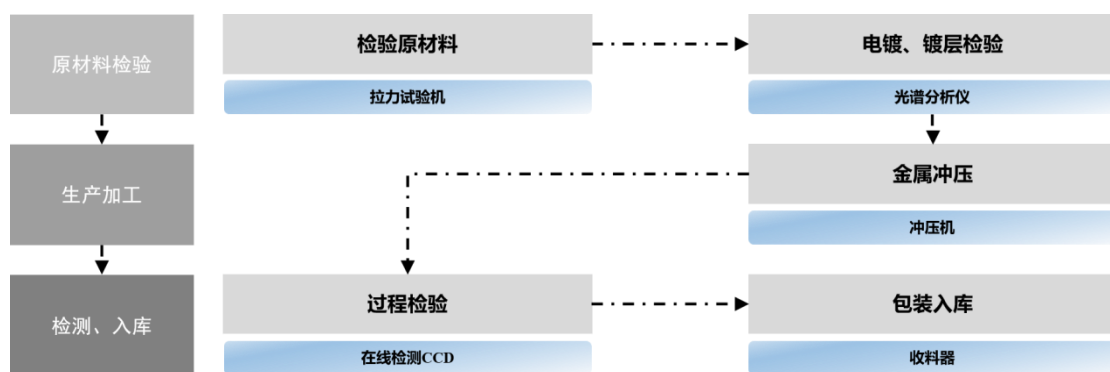 原材料检验
检验原材料
电镀、镀层检验
拉力试验机
光谱分析仪
生产加工
金属冲压
冲压机
检测、入库
过程检验
包装入库
在线检测CCD
收料器